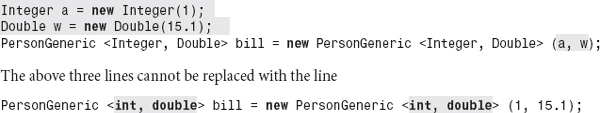 Integer a = new Integer(1);
Double w = new Double(15.1);
PersonGeneric <Integer, Double> bill = new PersonGeneric <Integer, Double> (a, w);
The above three lines cannot be replaced with the line
PersonGeneric <int, double> bill = new PersonGeneric <int, double> (1, 15.1);